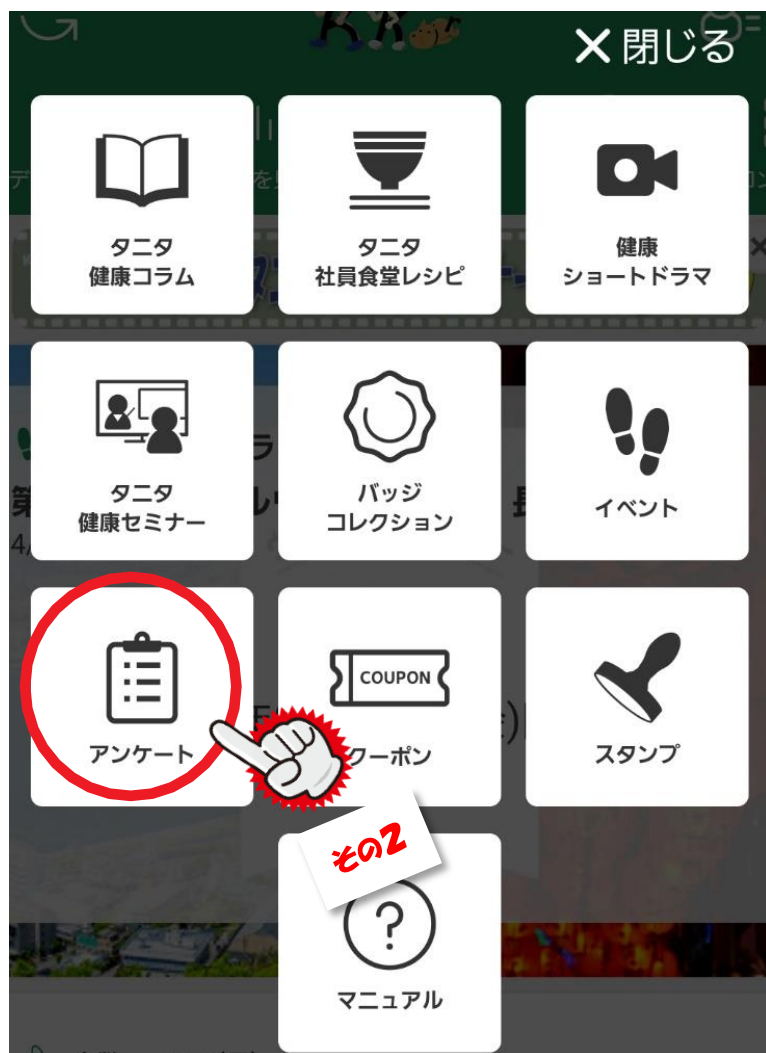 ×閉じる
タニタ
健康コラム
タニタ
社員食堂レシピ
健康
ショートドラマ
タニタ
健康セミナー
バッジ
コレクション
イベント
アンケート
COUPON
クーポン
スタンプ
その2
?
マニュアル